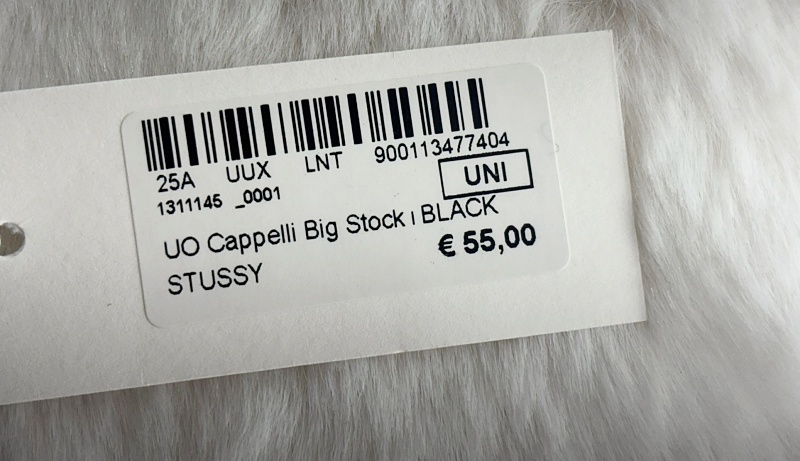 25A UUX LNT 900113477404
1311145 _0001 UNI
UO Cappelli Big Stock I BLACK
STUSSY € 55,00